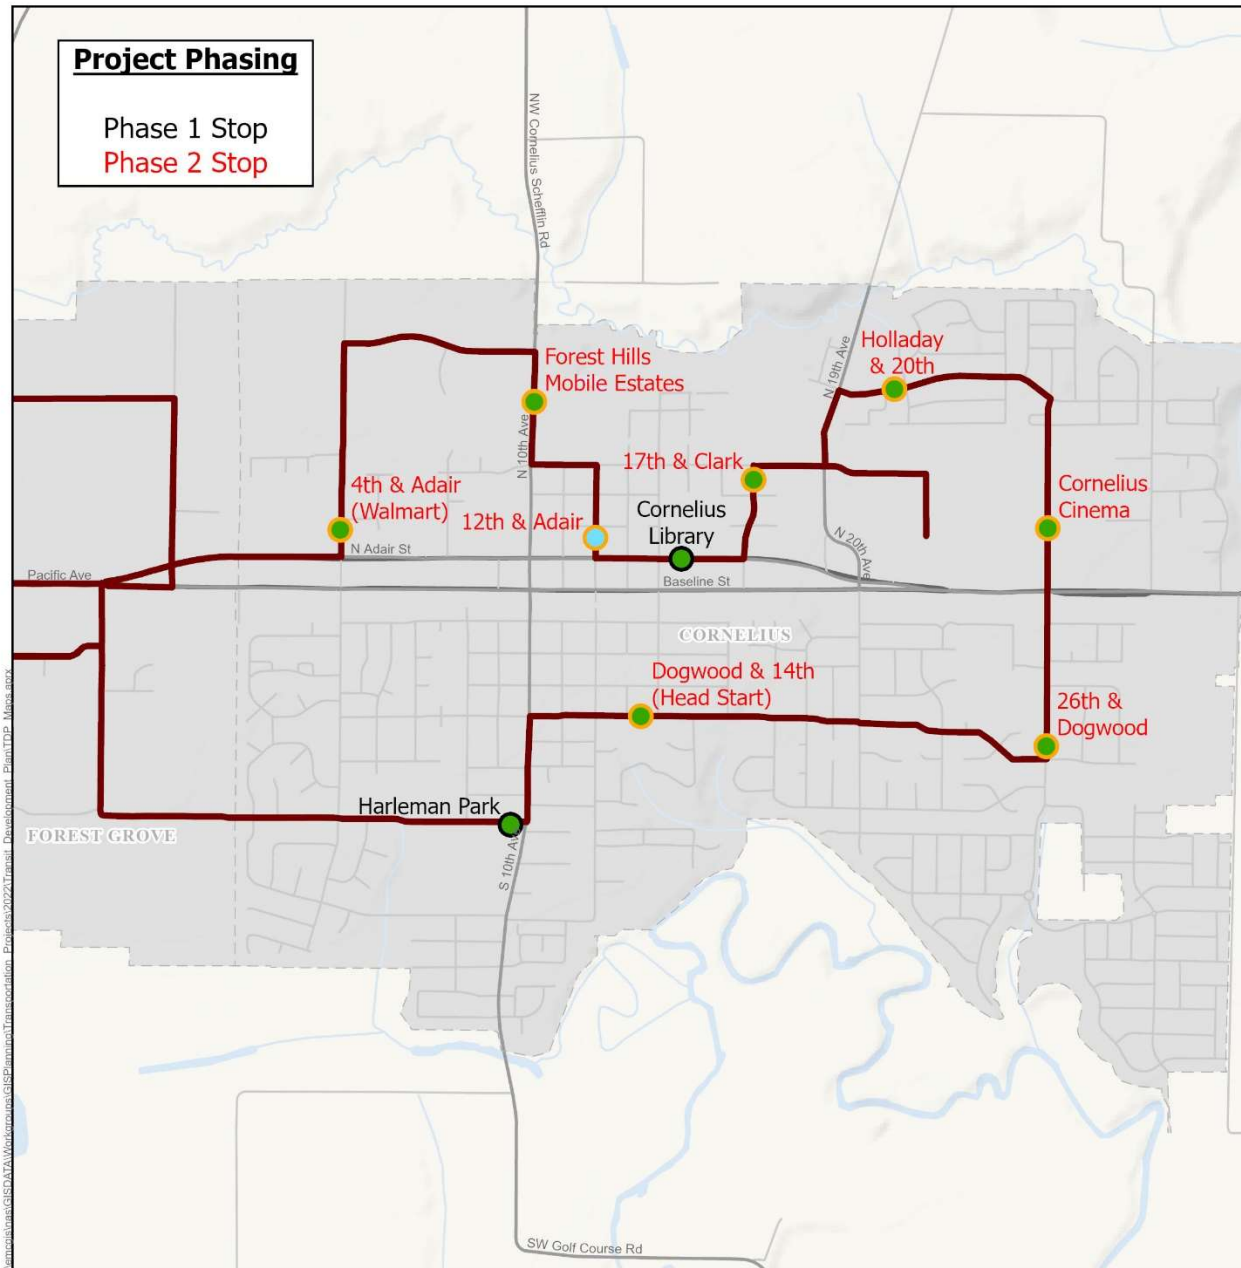 Project Phasing
Phase 1 Stop
Phase 2 Stop
NW Cornelius Schefflin Rd
Holladay
& 20th
N 19th Ave
Forest Hills
Mobile Estates
N 10th Ave
17th & Clark
4th & Adair
(Walmart)
12th & Adair
Cornelius
Library
Cornelius
Cinema
N Adair St
N 20th Ave
Pacific Ave
Baseline St
CORNELIUS
Dogwood & 14th
(Head Start)
26th &
Dogwood
Harleman Park
FOREST GROVE
S 10th Av
SW Golf Course Rd